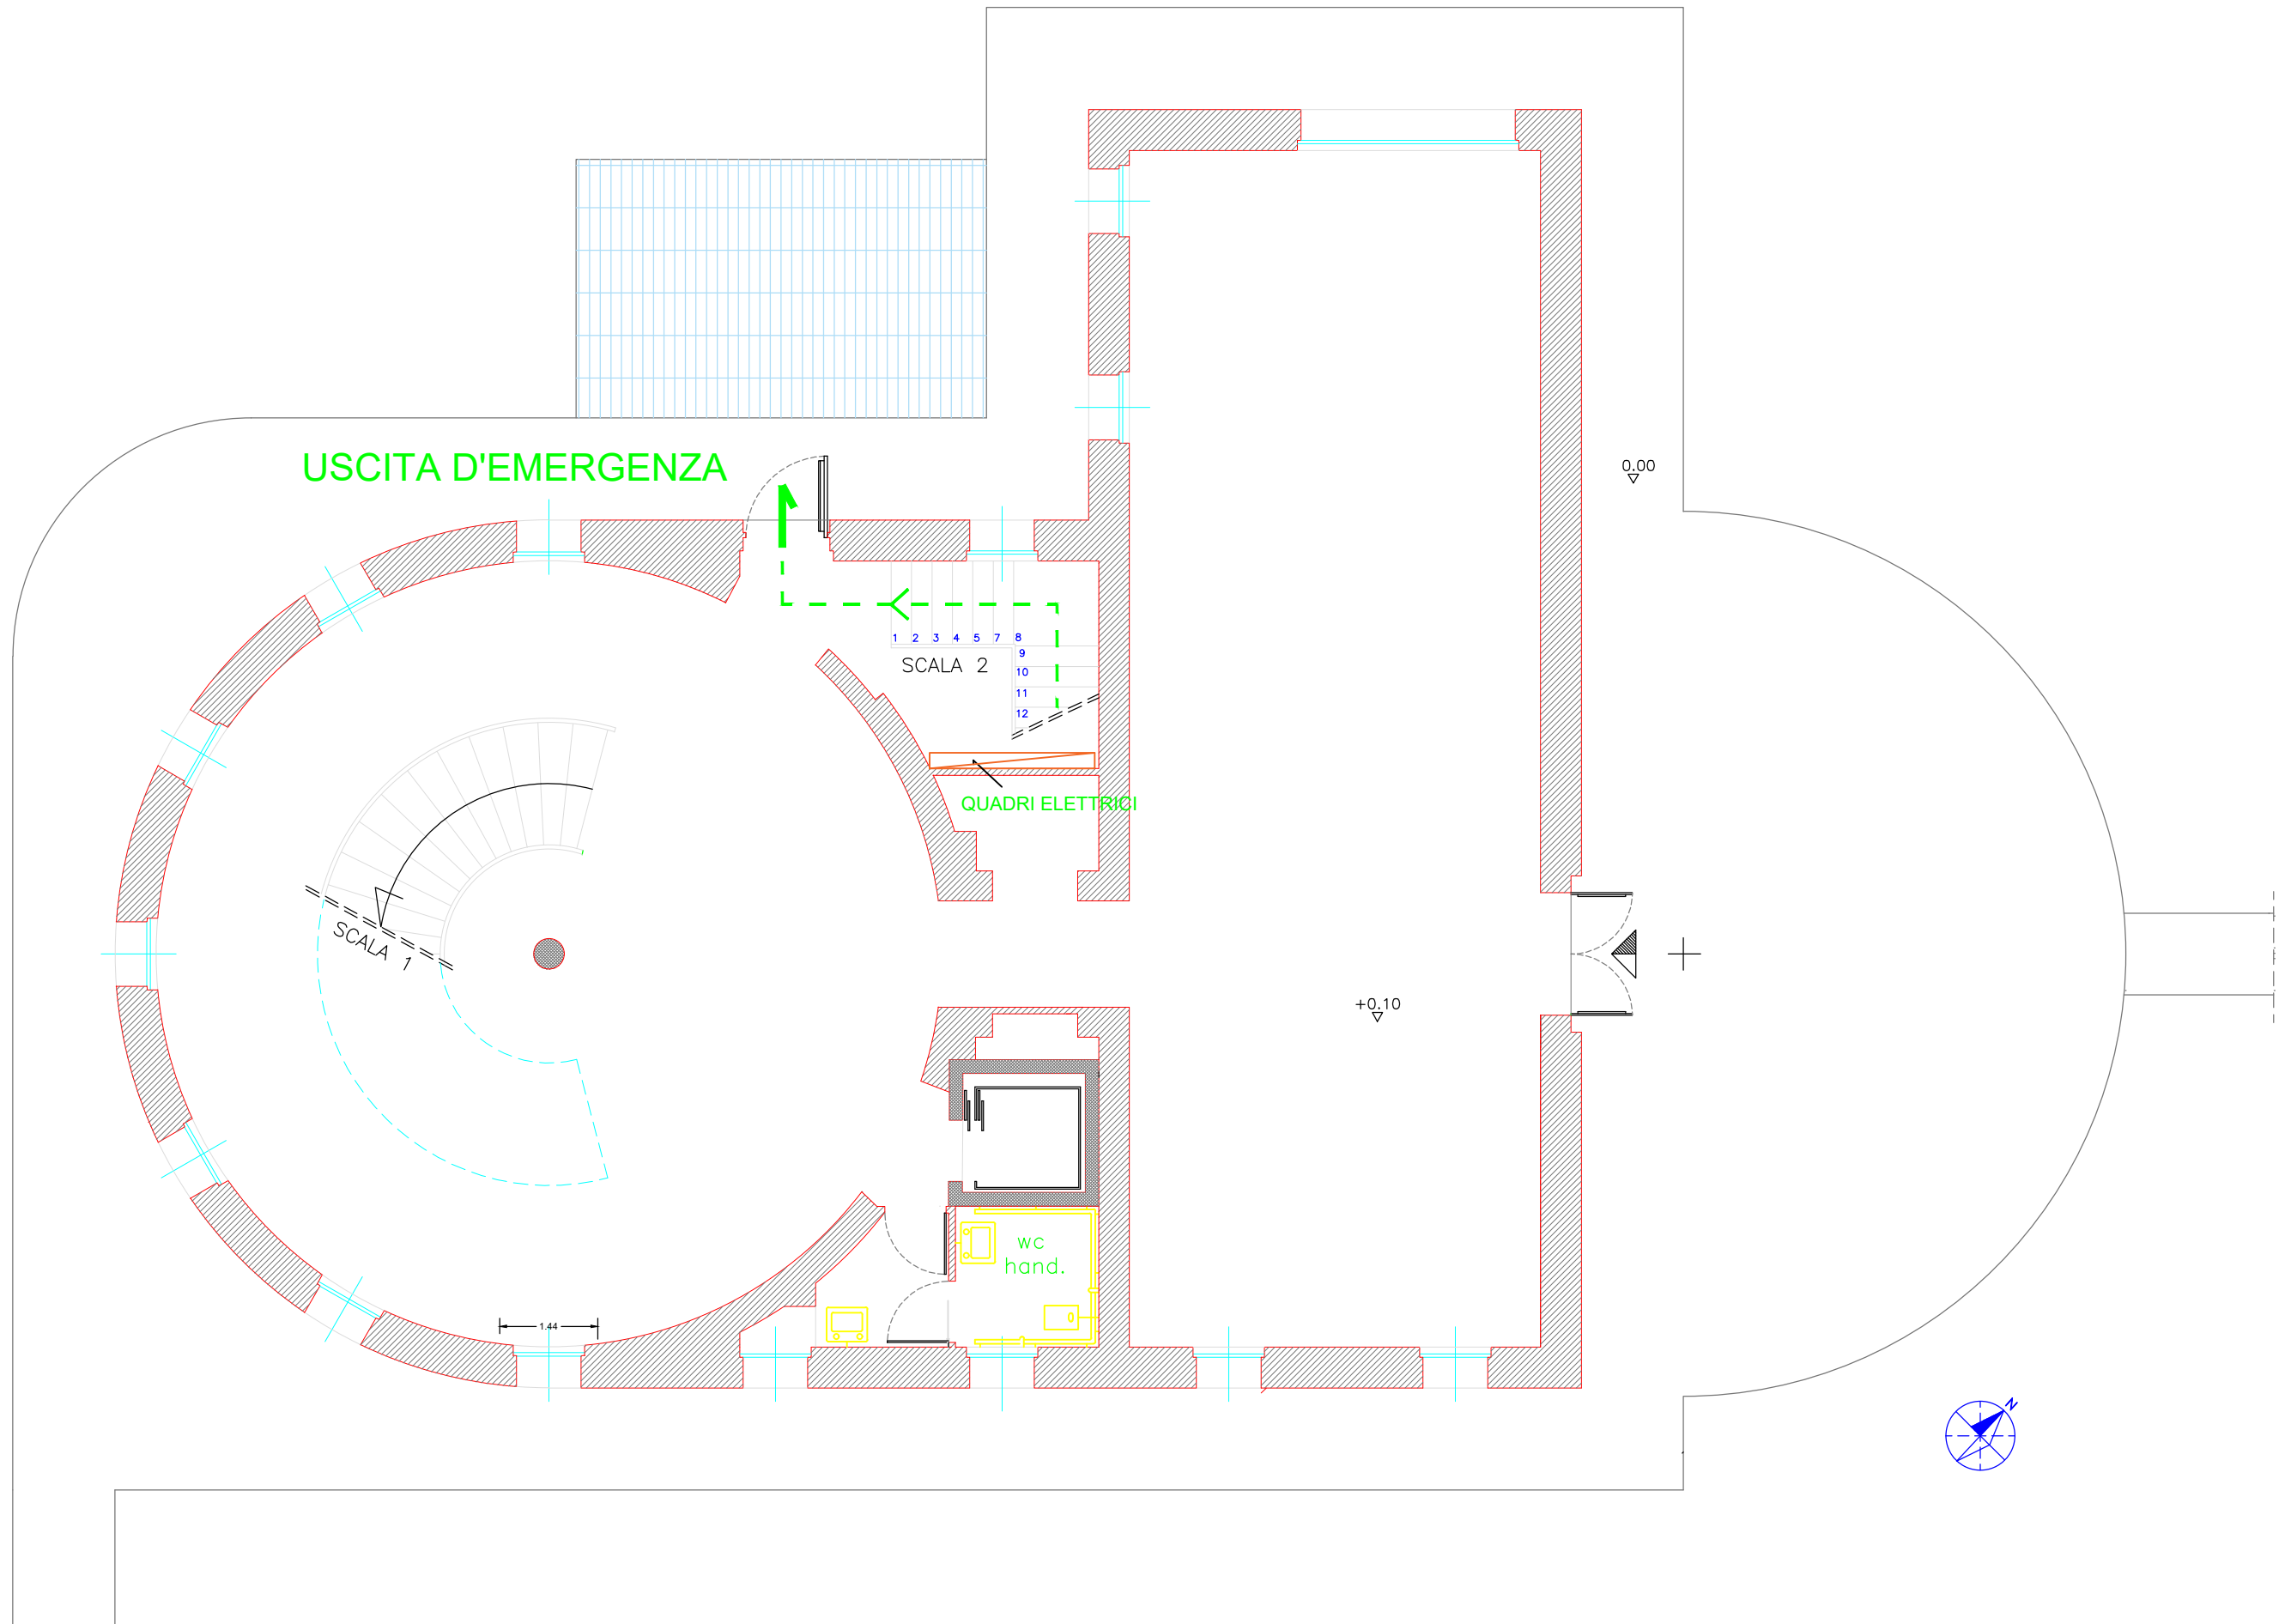 USCITA D'EMERGENZA
0.00
1 2 3 4 5 7 8
9
SCALA 2
10
11
12
QUADRI ELETTRICI
SCALA 1
+0.10
WC
hand.
1.44
N